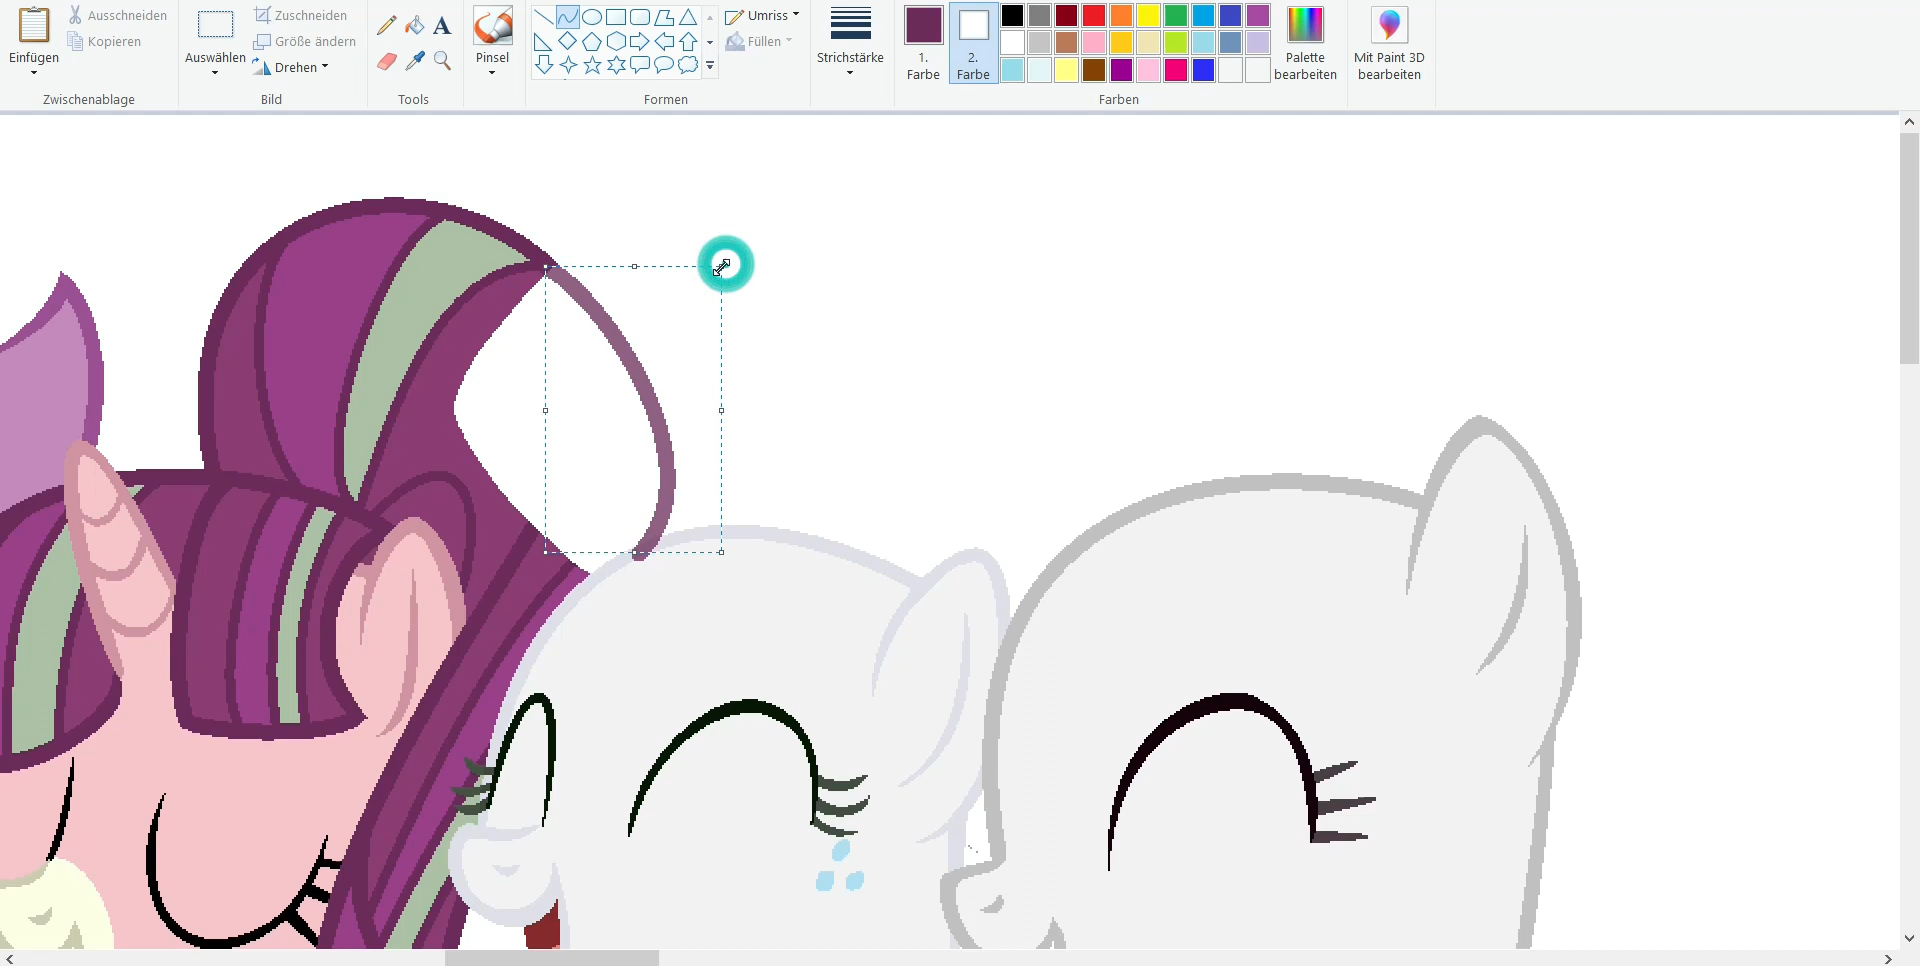 Einfügen
Ausschneiden
Kopieren
Zwischenablage
Auswählen
Zuschneiden
Größe ändern
Drehen
Bild
A
Tools
Pinsel
Umriss
Füllen
Formen
Strichstärke
1.
Farbe
2.
Farbe
Farben
Palette
bearbeiten
Mit Paint 3D
bearbeiten